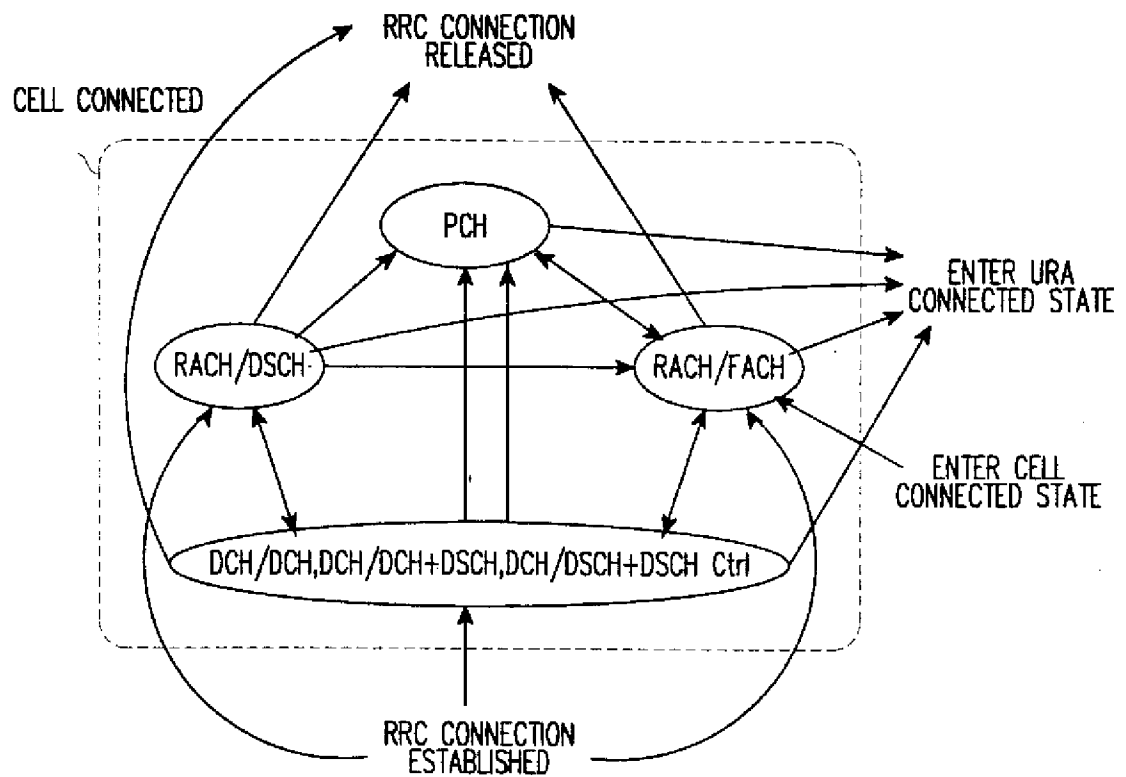 RRC CONNECTION
RELEASED
CELL CONNECTED
PCH
ENTER URA
CONNECTED STATE
RACH/DSCH
RACH/FACH
ENTER CELL
CONNECTED STATE
DCH/DCH,DCH/DCH+DSCH,DCH/DSCH+DSCH Ctrl
RRC CONNECTION
ESTABLISHED